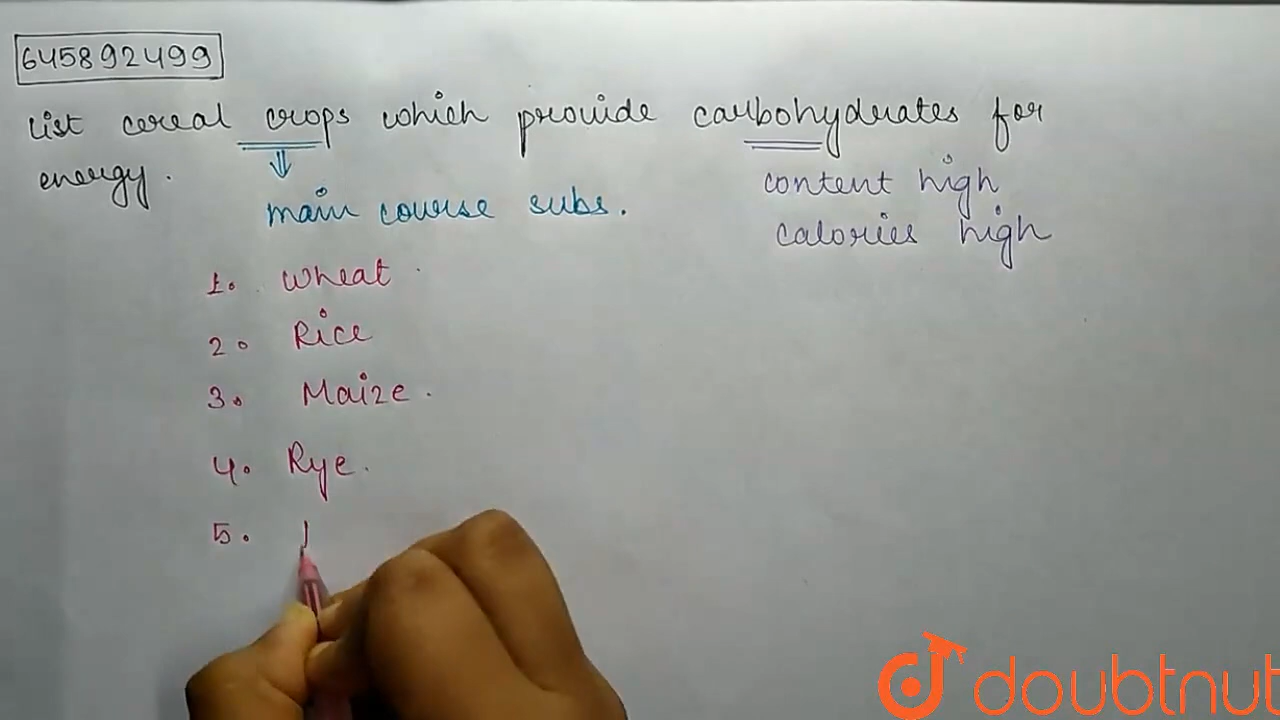 645892499
List cereal crops which provide carbohydrates for
energy.
main course subs.
content high
calories high
1. Wheat.
2. Rice
3. Maize.
4. Rye.
5.
doubtnut